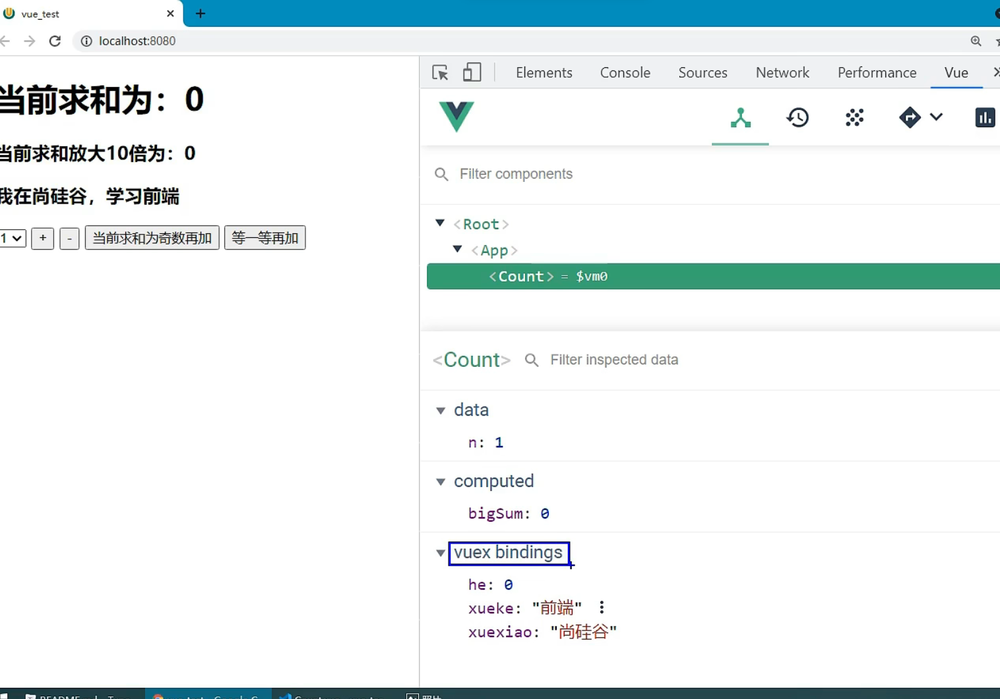 vue_test
localhost:8080
当前求和为：0
当前求和放大10倍为：0
我在尚硅谷，学习前端
1 + - 当前求和为奇数再加 等一等再加
Elements Console Sources Network Performance Vue
Filter components
<Root>
<App>
<Count> = $vm0
<Count> Filter inspected data
data
n: 1
computed
bigSum: 0
vuex bindings
he: 0
xueke: "前端"
xuexiao: "尚硅谷"